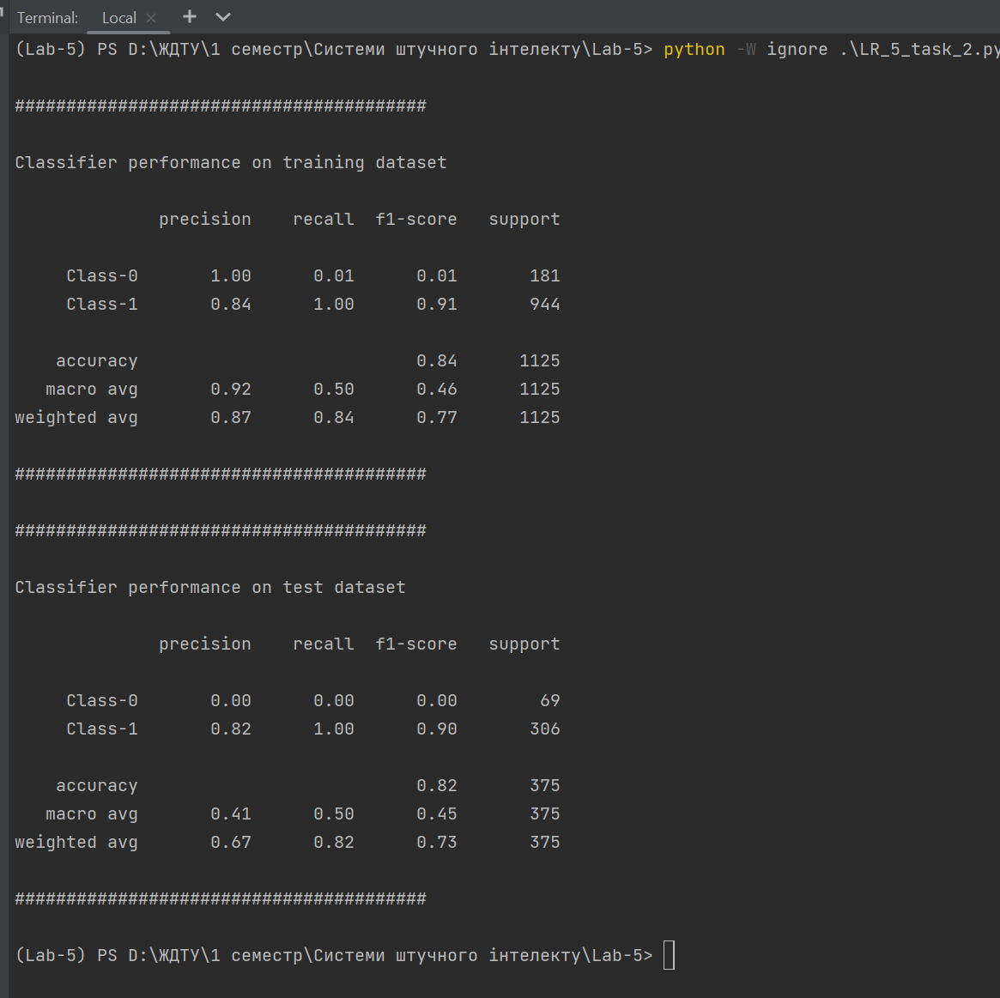 Terminal: Local × + 
(Lab-5) PS D:\ЖДТУ\1 семестр\Системи штучного інтелекту\Lab-5> python -W ignore .\LR_5_task_2.py
########################################
Classifier performance on training dataset
precision recall f1-score support
Class-0 1.00 0.01 0.01 181
Class-1 0.84 1.00 0.91 944
accuracy 0.84 1125
macro avg 0.92 0.50 0.46 1125
weighted avg 0.87 0.84 0.77 1125
########################################
########################################
Classifier performance on test dataset
precision recall f1-score support
Class-0 0.00 0.00 0.00 69
Class-1 0.82 1.00 0.90 306
accuracy 0.82 375
macro avg 0.41 0.50 0.45 375
weighted avg 0.67 0.82 0.73 375
########################################
(Lab-5) PS D:\ЖДТУ\1 семестр\Системи штучного інтелекту\Lab-5>